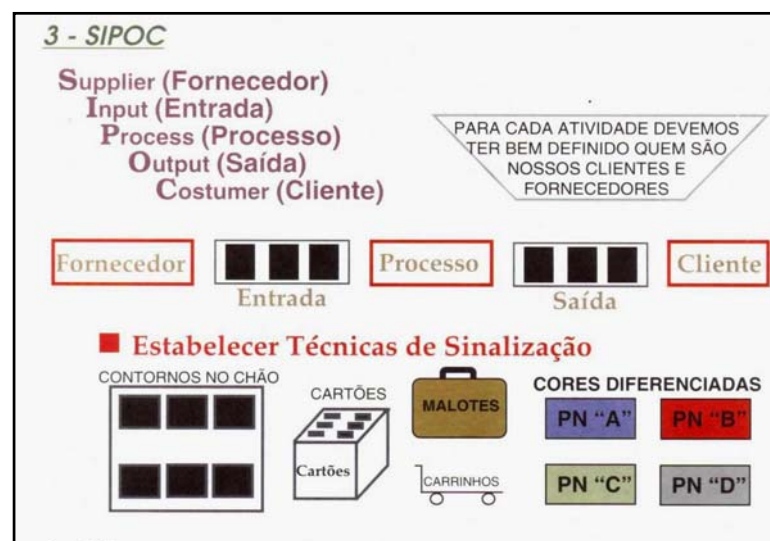 3 - SIPOC
Supplier (Fornecedor)
Input (Entrada)
Process (Processo)
Output (Saída)
Costumer (Cliente)
PARA CADA ATIVIDADE DEVEMOS
TER BEM DEFINIDO QUEM SÃO
NOSSOS CLIENTES E
FORNECEDORES
Fornecedor
Entrada
Processo
Saída
Cliente
Estabelecer Técnicas de Sinalização
CONTORNOS NO CHÃO
CARTÕES
Cartões
MALOTES
CARRINHOS
CORES DIFERENCIADAS
PN “A”
PN “B”
PN “C”
PN “D”